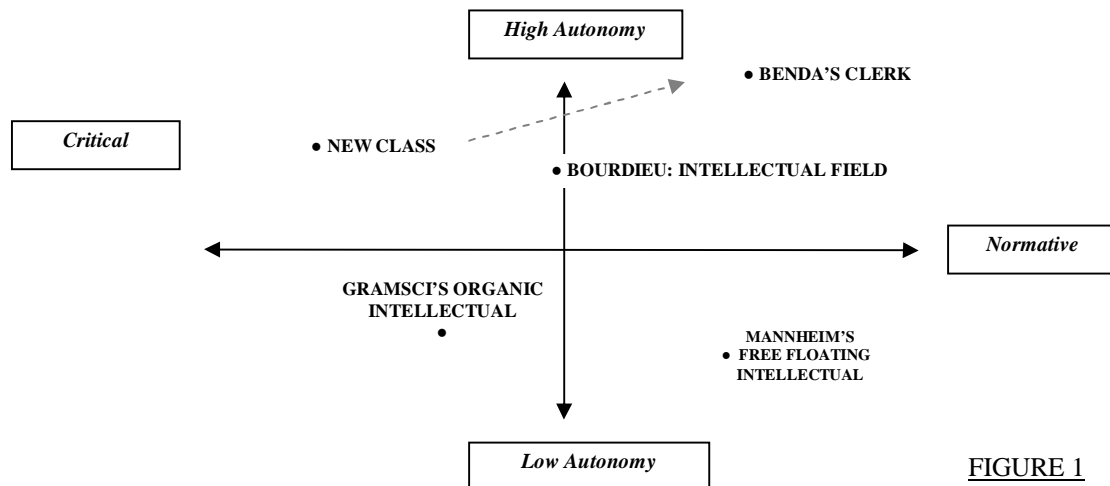 High Autonomy
● BENDA'S CLERK
Critical
● NEW CLASS
● BOURDIEU: INTELLECTUAL FIELD
Normative
GRAMSCI'S ORGANIC
INTELLECTUAL
●
MANNHEIM'S
● FREE FLOATING
INTELLECTUAL
Low Autonomy
FIGURE 1